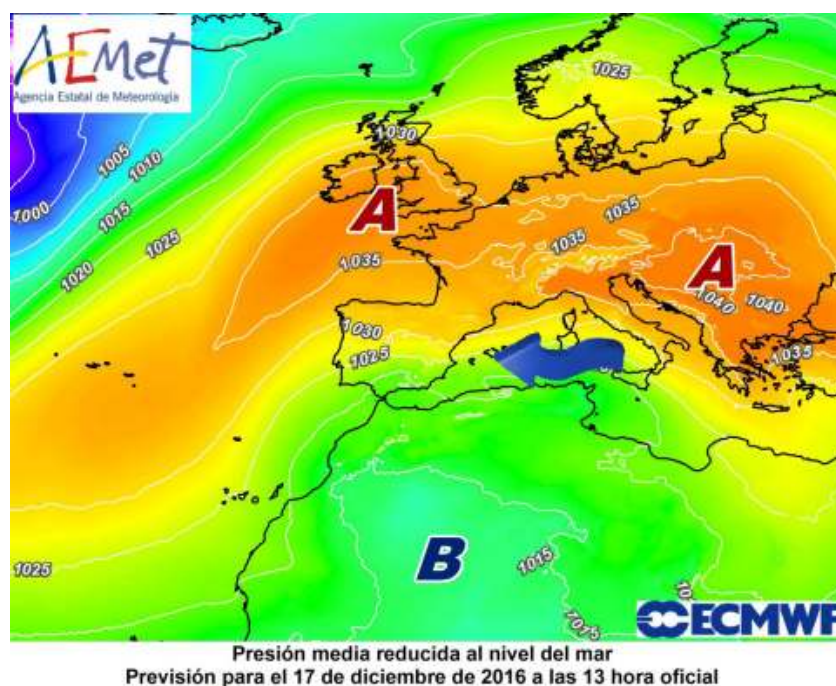 AEMet
Agencia Estatal de Meteorología
1025
1030
1005
1010
1000
1015
1025
1020
A
1035
1035
1035
A
1040
1040
1035
1030
1025
B
1015
1025
1015
ECMWF
Presión media reducida al nivel del mar
Previsión para el 17 de diciembre de 2016 a las 13 hora oficial